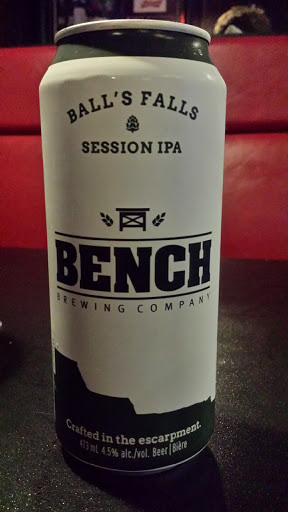 BALL'S FALLS
SESSION IPA
BENCH
BREWING COMPANY
Crafted in the escarpment.
473 mL 4.5% alc./vol. Beer|Bière